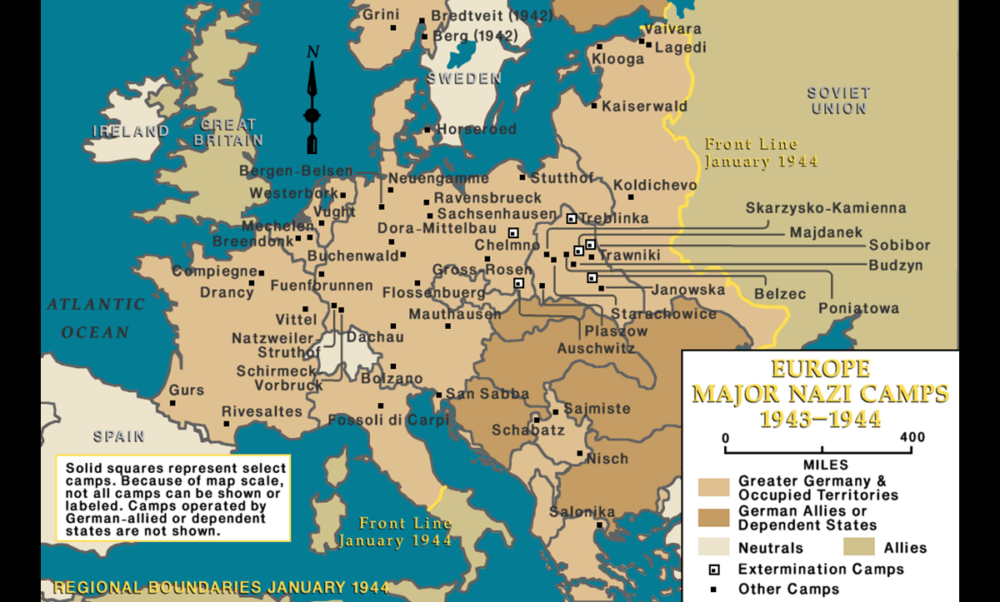 Grini
Bredtveit (1942)
Berg (1942)
Vaivara
Lagedi
Klooga
N
SWEDEN
SOVIET
UNION
Kaiserwald
IRELAND
GREAT
BRITAIN
Horseroed
Front Line
January 1944
Bergen-Belsen
Neuengamme
Stutthof
Koldichevo
Westerbork
Ravensbrueck
Skarzysko-Kamienna
Vught
Sachsenhausen
Treblinka
Mechelen
Dora-Mittelbau
Majdanek
Breendonk
Chelmno
Sobibor
Buchenwald
Trawniki
Budzyn
Compiegne
Gross-Rosen
Drancy
Fuenfbrunnen
Flossenbuerg
Janowska
Belzec
ATLANTIC
OCEAN
Poniatowa
Vittel
Mauthausen
Starachowice
Natzweiler-
Struthof
Dachau
Plaszow
Auschwitz
Schirmeck-
Vorbruck
Bolzano
Gurs
San Sabba
Rivesaltes
Fossoli di Carpi
Sajmiste
Schabatz
SPAIN
Nisch
Salonika
Front Line
January 1944
Solid squares represent select
camps. Because of map scale,
not all camps can be shown or
labeled. Camps operated by
German-allied or dependent
states are not shown.
REGIONAL BOUNDARIES JANUARY 1944
EUROPE
MAJOR NAZI CAMPS
1943–1944
0 400
MILES
Greater Germany &
Occupied Territories
German Allies or
Dependent States
Neutrals Allies
Extermination Camps
Other Camps